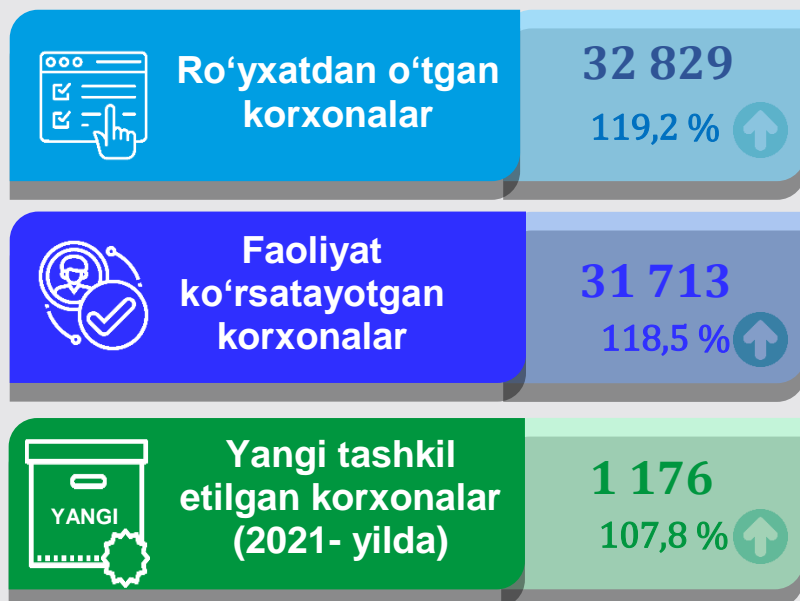 Ro‘yxatdan o‘tgan
korxonalar
32 829
119,2 %
Faoliyat
ko‘rsatayotgan
korxonalar
31 713
118,5 %
YANGI
Yangi tashkil
etilgan korxonalar
(2021- yilda)
1 176
107,8 %